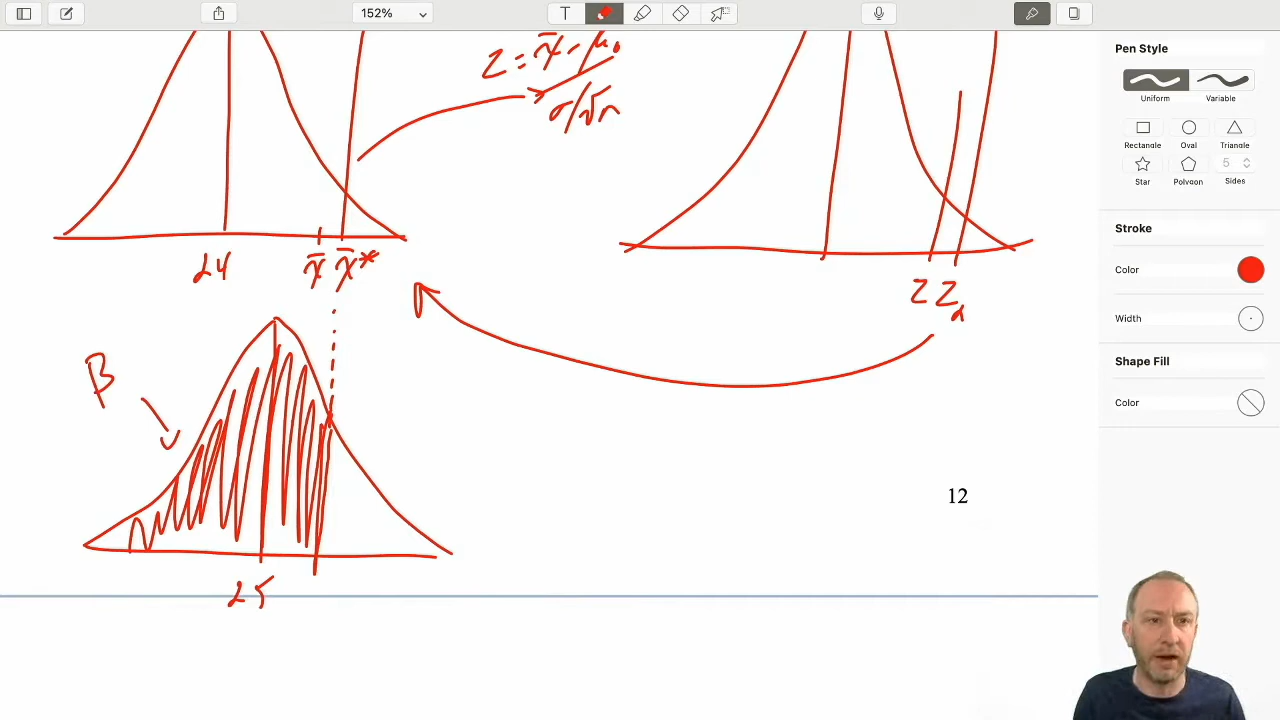 152%
T
Pen Style
Uniform
Variable
Rectangle
Oval
Triangle
Star
Polygon
5
Sides
Stroke
Color
Width
Shape Fill
Color
Z = x̄ - μ₀
σ/√n
24
x̄ x̄*
Z Zα
β
25
12